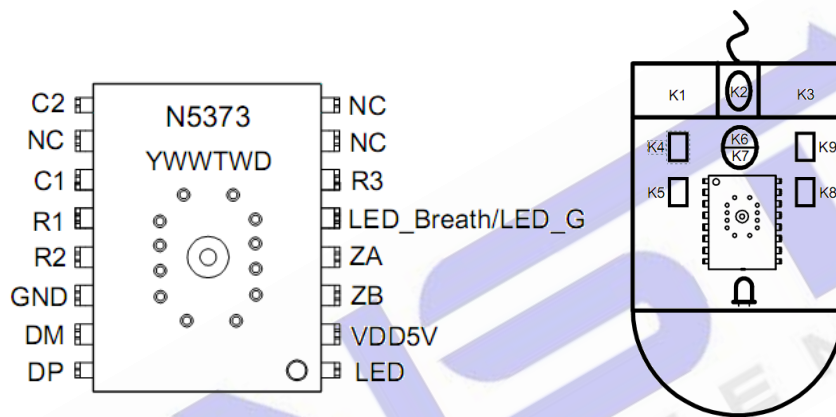 C2
NC
C1
R1
R2
GND
DM
DP
N5373
YWWTWD
NC
NC
R3
LED_Breath/LED_G
ZA
ZB
VDD5V
LED
K1
K2
K3
K4
K6
K7
K9
K5
K8